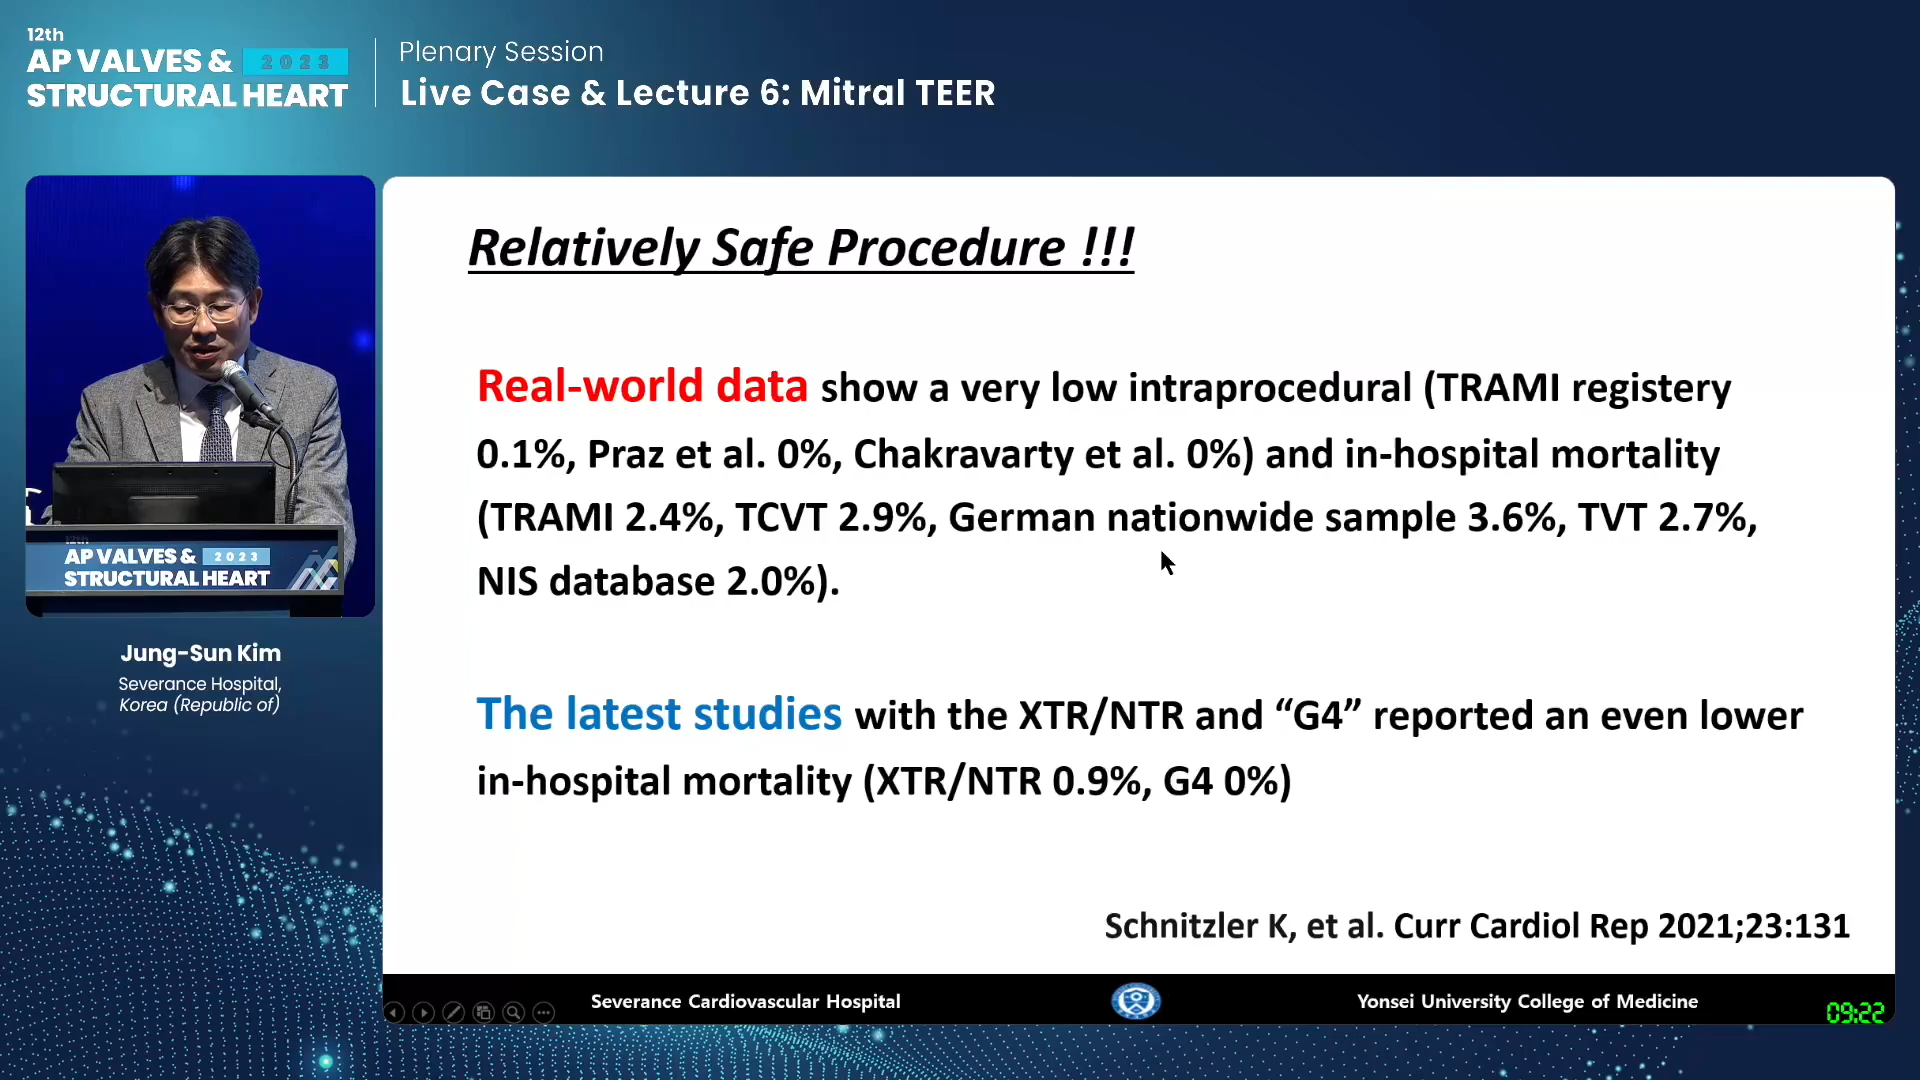 12th
AP VALVES & 2023
STRUCTURAL HEART
Plenary Session
Live Case & Lecture 6: Mitral TEER
12th
AP VALVES & 2023
STRUCTURAL HEART
Jung-Sun Kim
Severance Hospital,
Korea (Republic of)
Relatively Safe Procedure !!!
Real-world data show a very low intraprocedural (TRAMI registery
0.1%, Praz et al. 0%, Chakravarty et al. 0%) and in-hospital mortality
(TRAMI 2.4%, TCVT 2.9%, German nationwide sample 3.6%, TVT 2.7%,
NIS database 2.0%).
The latest studies with the XTR/NTR and “G4” reported an even lower
in-hospital mortality (XTR/NTR 0.9%, G4 0%)
Schnitzler K, et al. Curr Cardiol Rep 2021;23:131
Severance Cardiovascular Hospital
Yonsei University College of Medicine
09:22